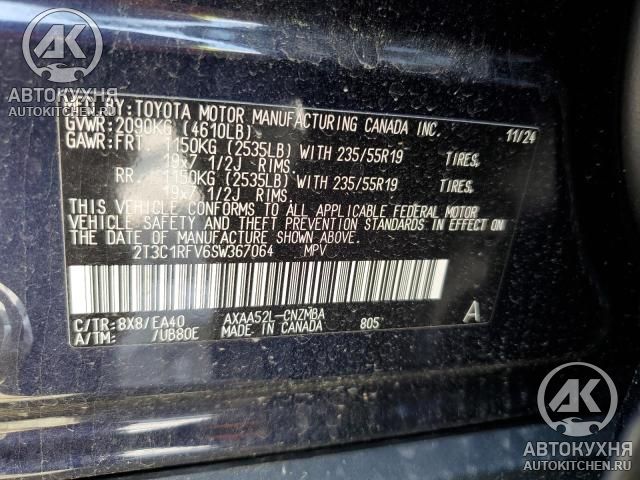 АВТОКУХНЯ
AUTOKITCHEN.RU
MFD BY: TOYOTA MOTOR MANUFACTURING CANADA INC. 11/24
GVWR: 2090KG (4610LB)
GAWR: FRT. 1150KG (2535LB) WITH 235/55R19 TIRES,
19x7 1/2J RIMS.
RR. 1150KG (2535LB) WITH 235/55R19 TIRES,
19x7 1/2J RIMS.
THIS VEHICLE CONFORMS TO ALL APPLICABLE FEDERAL MOTOR
VEHICLE SAFETY AND THEFT PREVENTION STANDARDS IN EFFECT ON
THE DATE OF MANUFACTURE SHOWN ABOVE.
2T3C1RFV6SW367064 MPV
C/TR: 8X8/EA40 AXAA52L-CNZMBA 805 A
A/TM: /UB80E MADE IN CANADA
АК
АВТОКУХНЯ
AUTOKITCHEN.RU